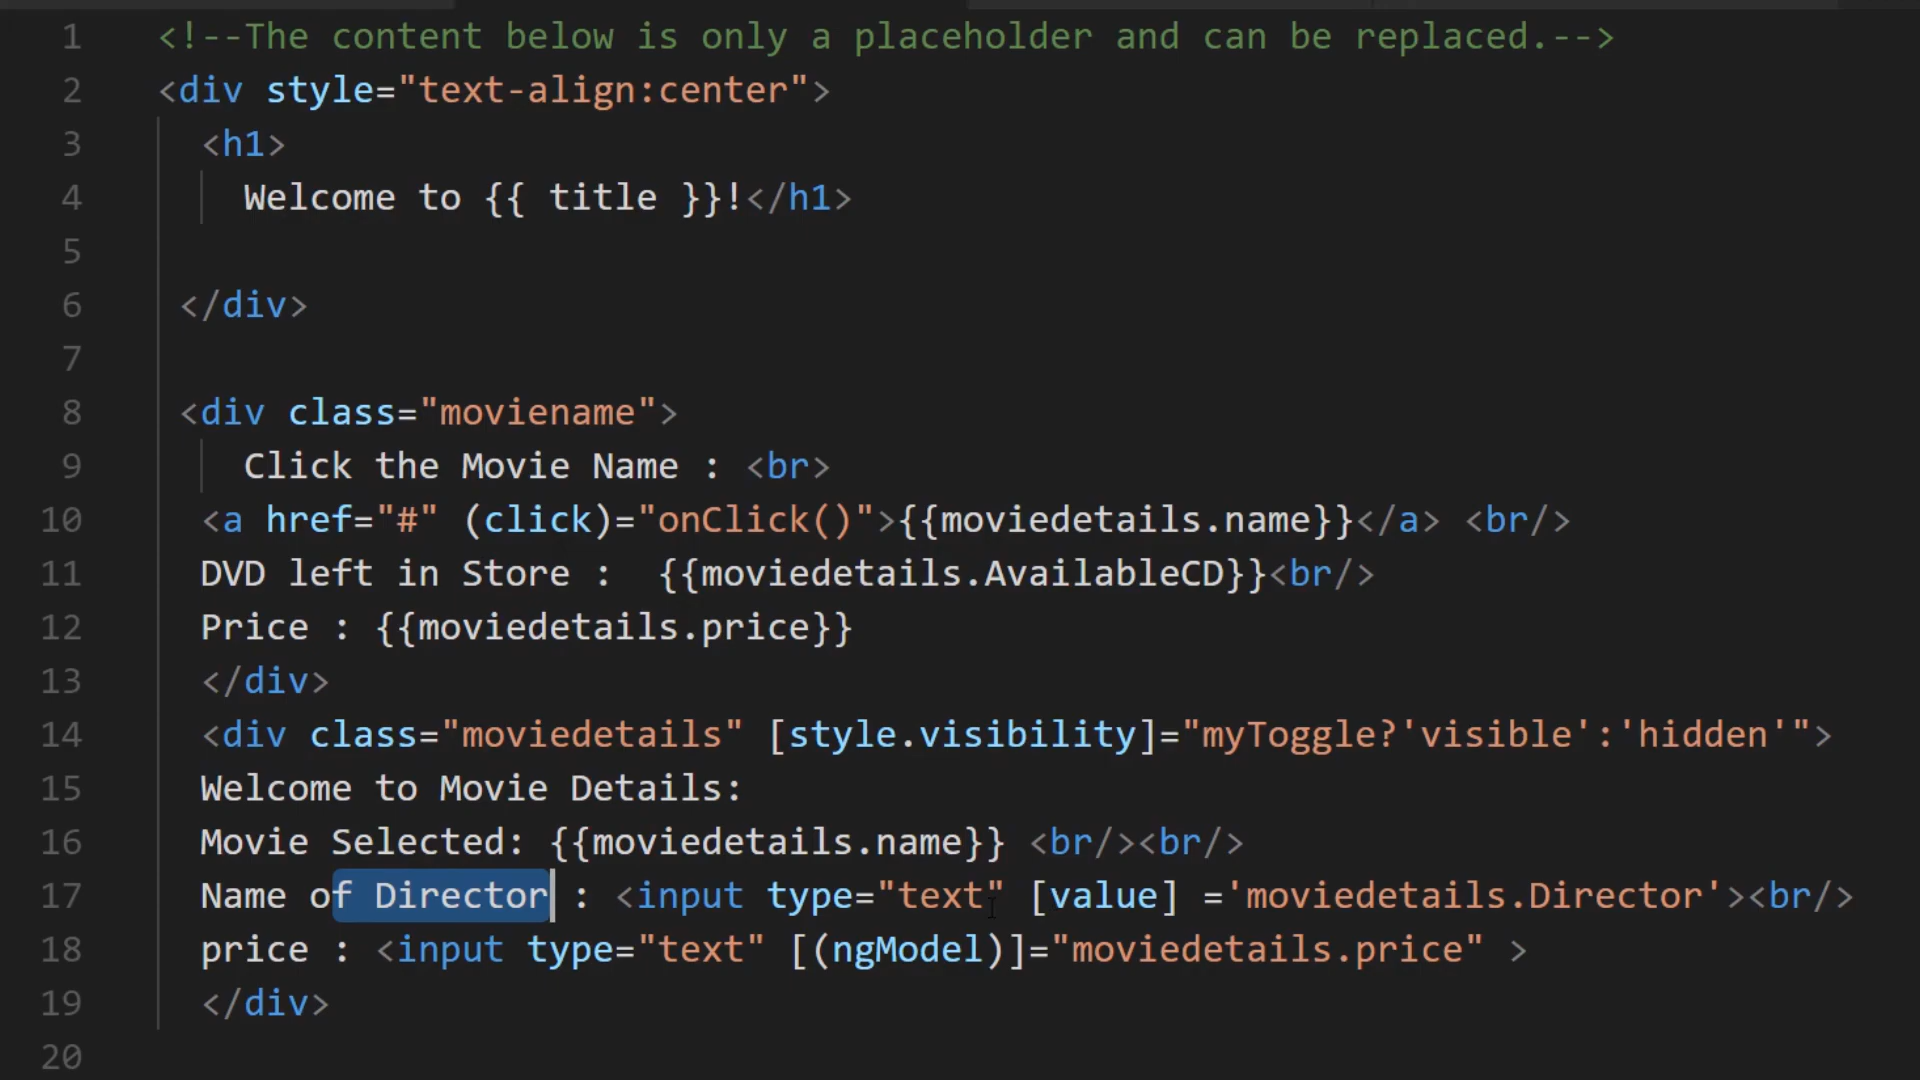 1 <!--The content below is only a placeholder and can be replaced.-->
2 <div style="text-align:center">
3 <h1>
4 Welcome to {{ title }}!</h1>
5
6 </div>
7
8 <div class="moviename">
9 Click the Movie Name : <br>
10 <a href="#" (click)="onClick()">{{moviedetails.name}}</a> <br/>
11 DVD left in Store :  {{moviedetails.AvailableCD}}<br/>
12 Price : {{moviedetails.price}}
13 </div>
14 <div class="moviedetails" [style.visibility]="myToggle?'visible':'hidden'">
15 Welcome to Movie Details:
16 Movie Selected: {{moviedetails.name}} <br/><br/>
17 Name of Director : <input type="text" [value] ='moviedetails.Director'><br/>
18 price : <input type="text" [(ngModel)]="moviedetails.price" >
19 </div>
20